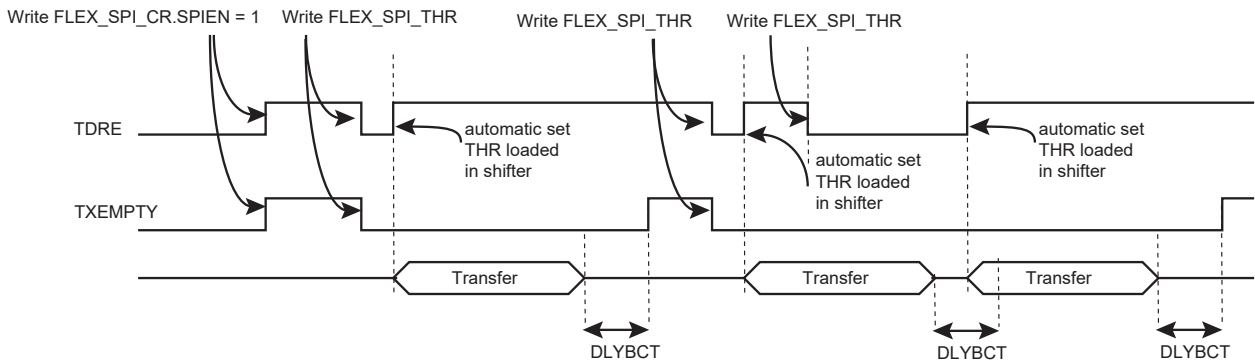 Write FLEX_SPI_CR.SPIEN = 1
Write FLEX_SPI_THR
Write FLEX_SPI_THR
Write FLEX_SPI_THR
TDRE
automatic set
THR loaded
in shifter
automatic set
THR loaded
in shifter
automatic set
THR loaded
in shifter
TXEMPTY
Transfer
Transfer
Transfer
DLYBCT
DLYBCT
DLYBCT